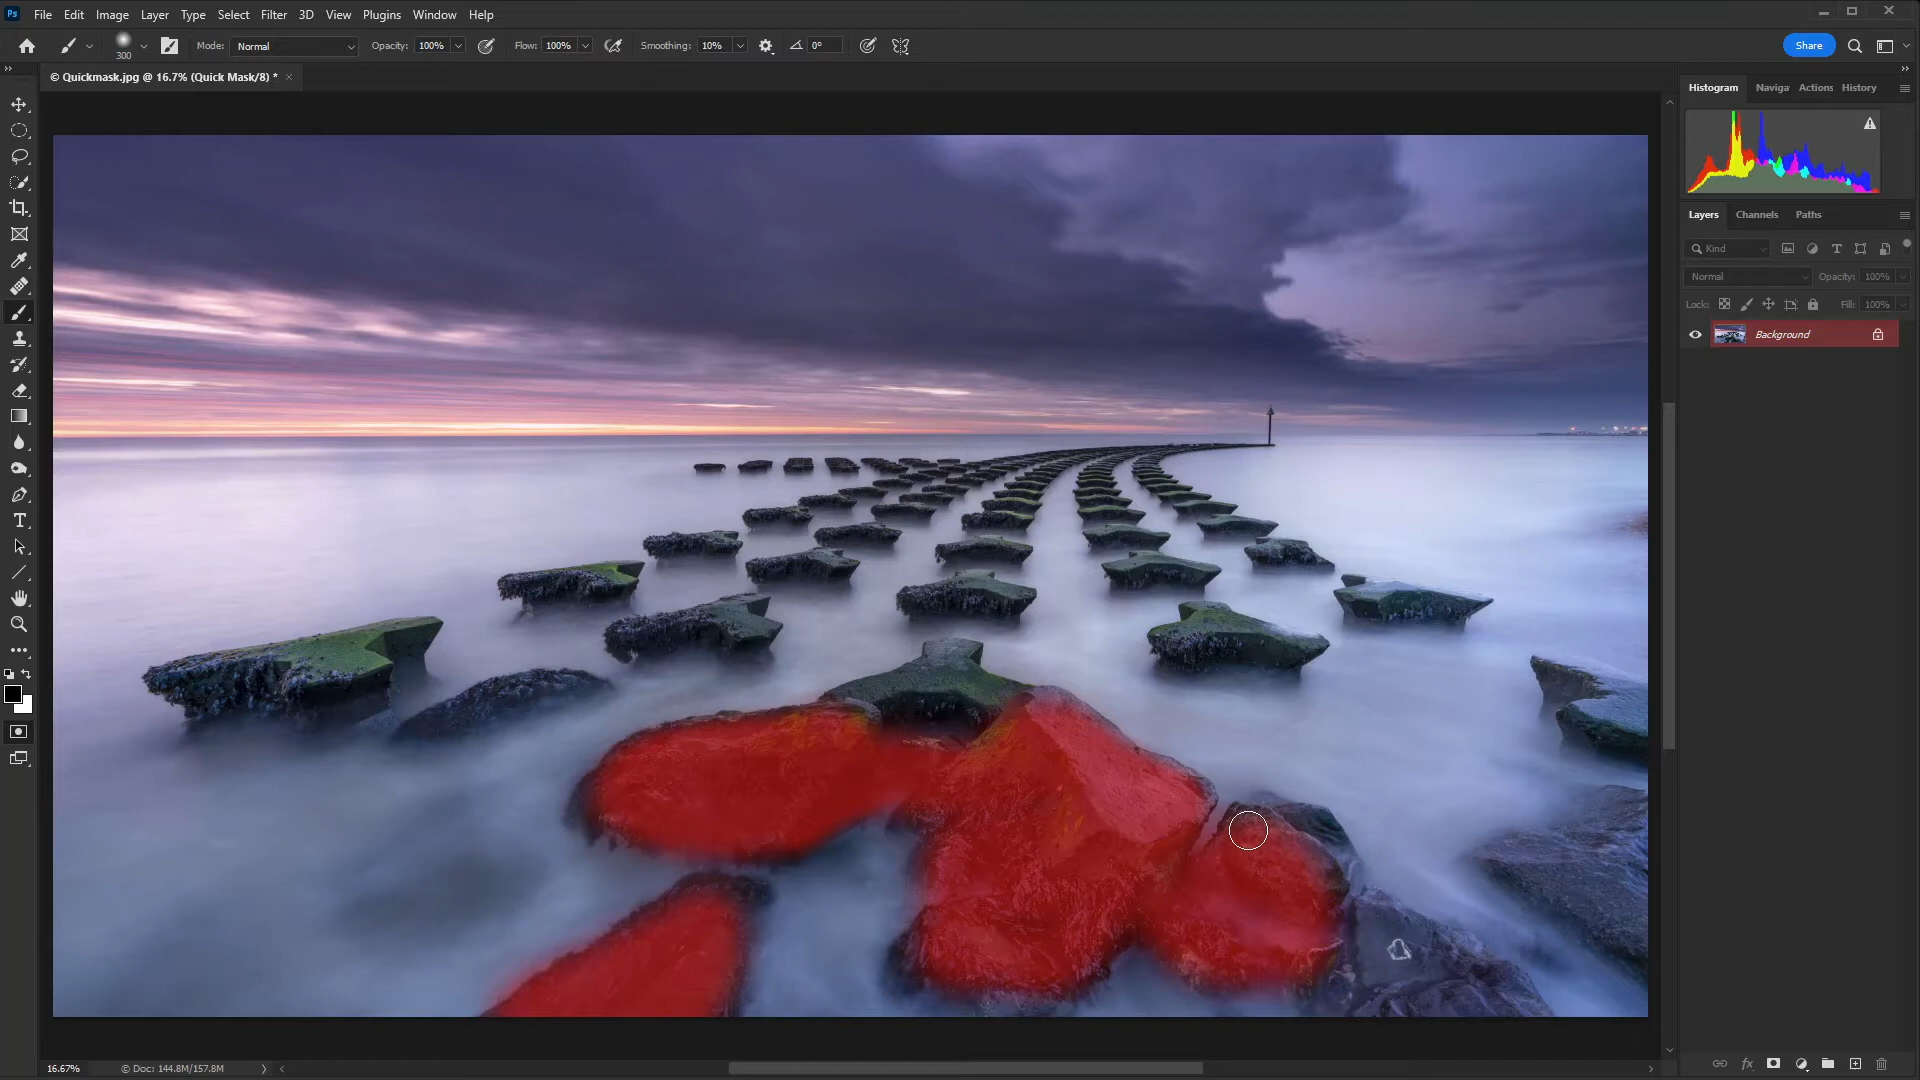 Ps File Edit Image Layer Type Select Filter 3D View Plugins Window Help
300 Mode: Normal Opacity: 100% Flow: 100% Smoothing: 10% 0° Share
© Quickmask.jpg @ 16.7% (Quick Mask/8) * ×
Histogram Naviga Actions History
Layers Channels Paths
Kind
Normal Opacity: 100%
Lock: Fill: 100%
Background
16.67% © Doc: 144.8M/157.8M